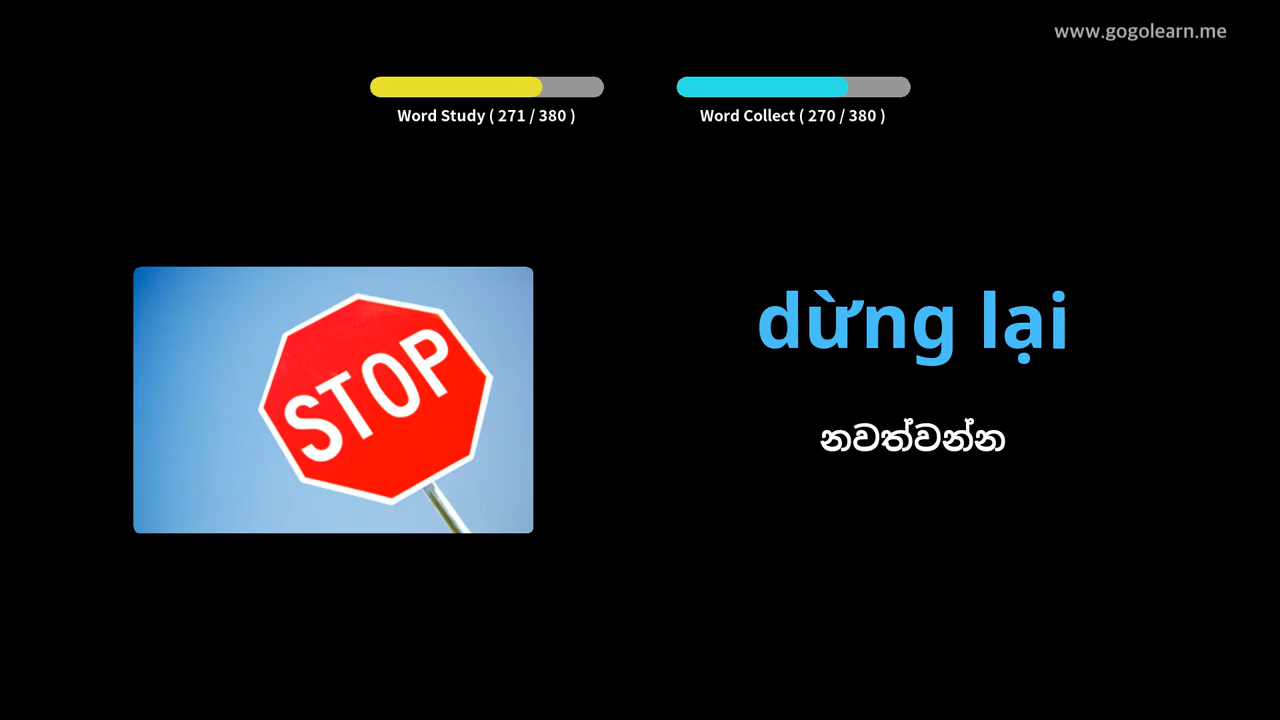 www.gogolearn.me
Word Study ( 271 / 380 )
Word Collect ( 270 / 380 )
STOP
dừng lại
නවත්වන්න